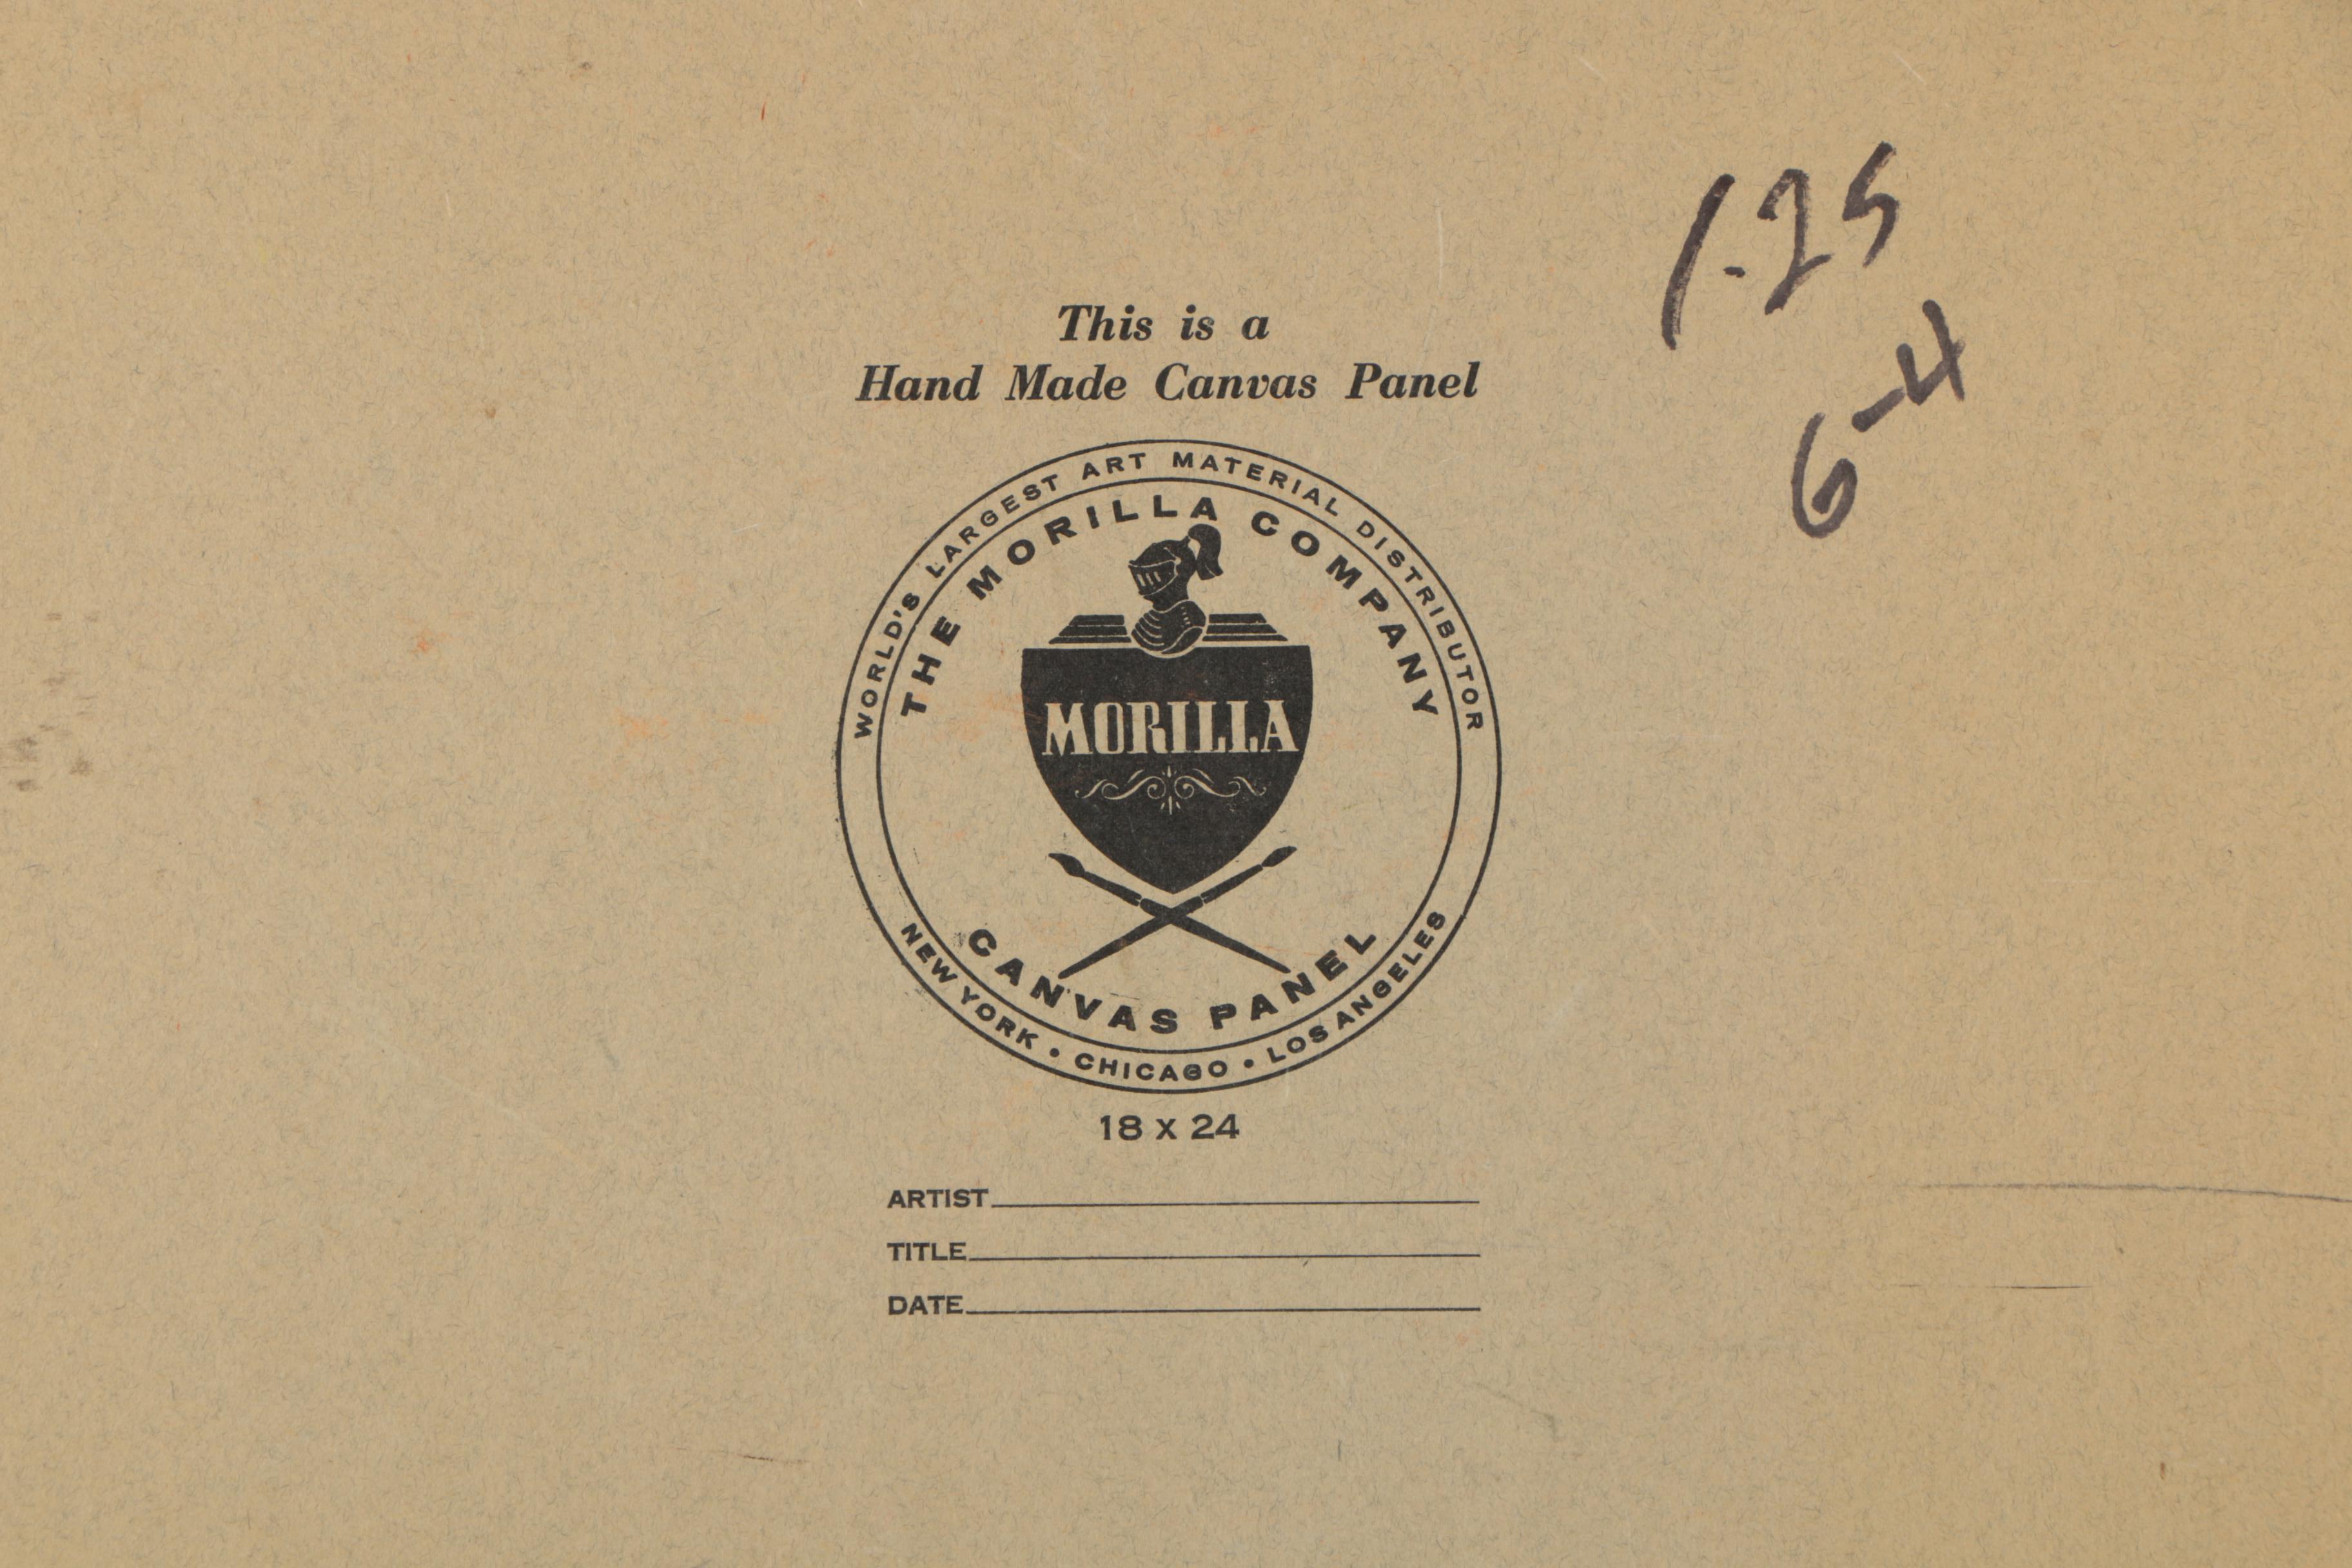 1.25
6-4
This is a
Hand Made Canvas Panel
WORLD'S LARGEST ART MATERIAL DISTRIBUTOR
THE MORILLA COMPANY
MORILLA
CANVAS PANEL
NEW YORK • CHICAGO • LOS ANGELES
18 x 24
ARTIST
TITLE
DATE